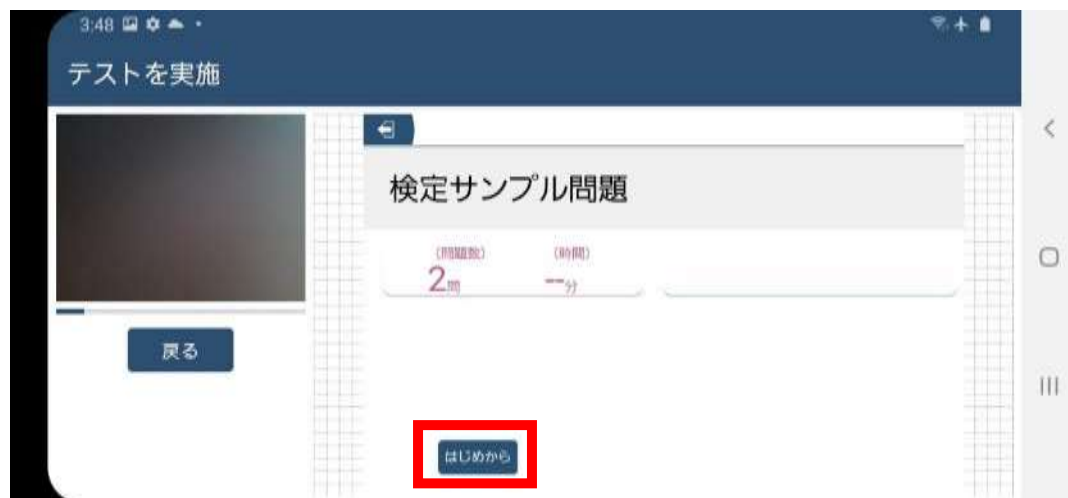 3:48
テストを実施
検定サンプル問題
(問題数) (時間)
2問 --分
戻る
はじめから